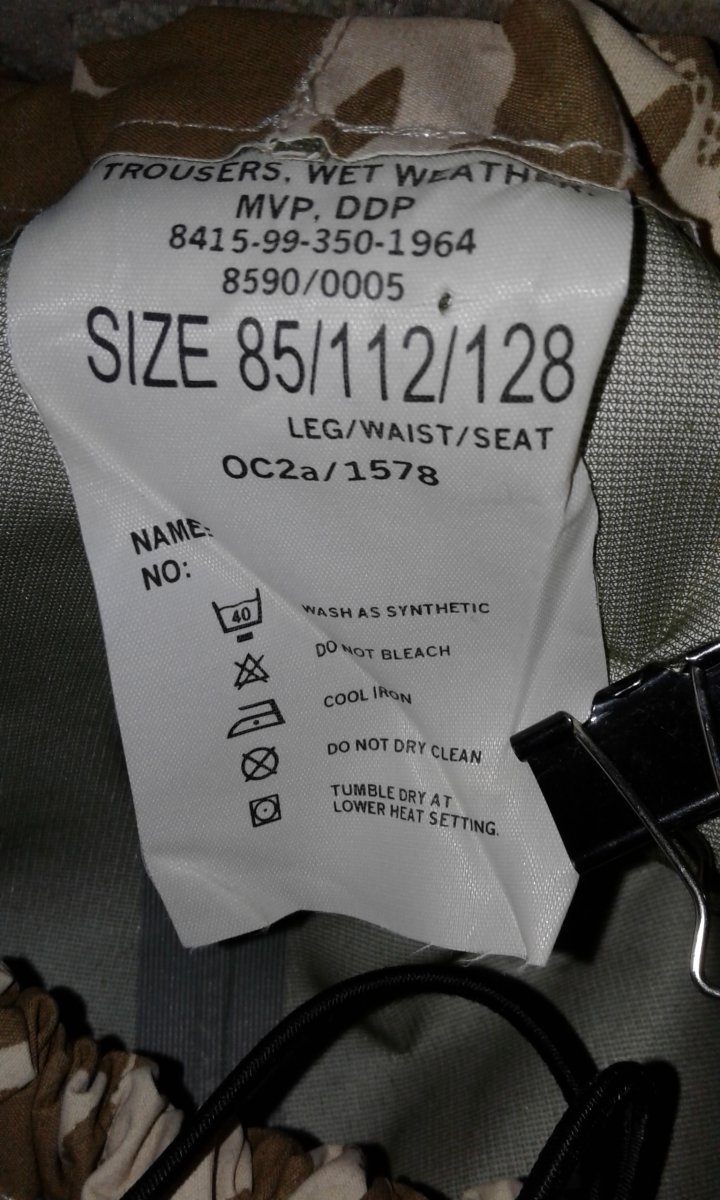 TROUSERS, WET WEATHER.
MVP, DDP
8415-99-350-1964
8590/0005
SIZE 85/112/128
LEG/WAIST/SEAT
OC2a/1578
NAME:
NO:
40 WASH AS SYNTHETIC
DO NOT BLEACH
COOL IRON
DO NOT DRY CLEAN
TUMBLE DRY AT
LOWER HEAT SETTING.